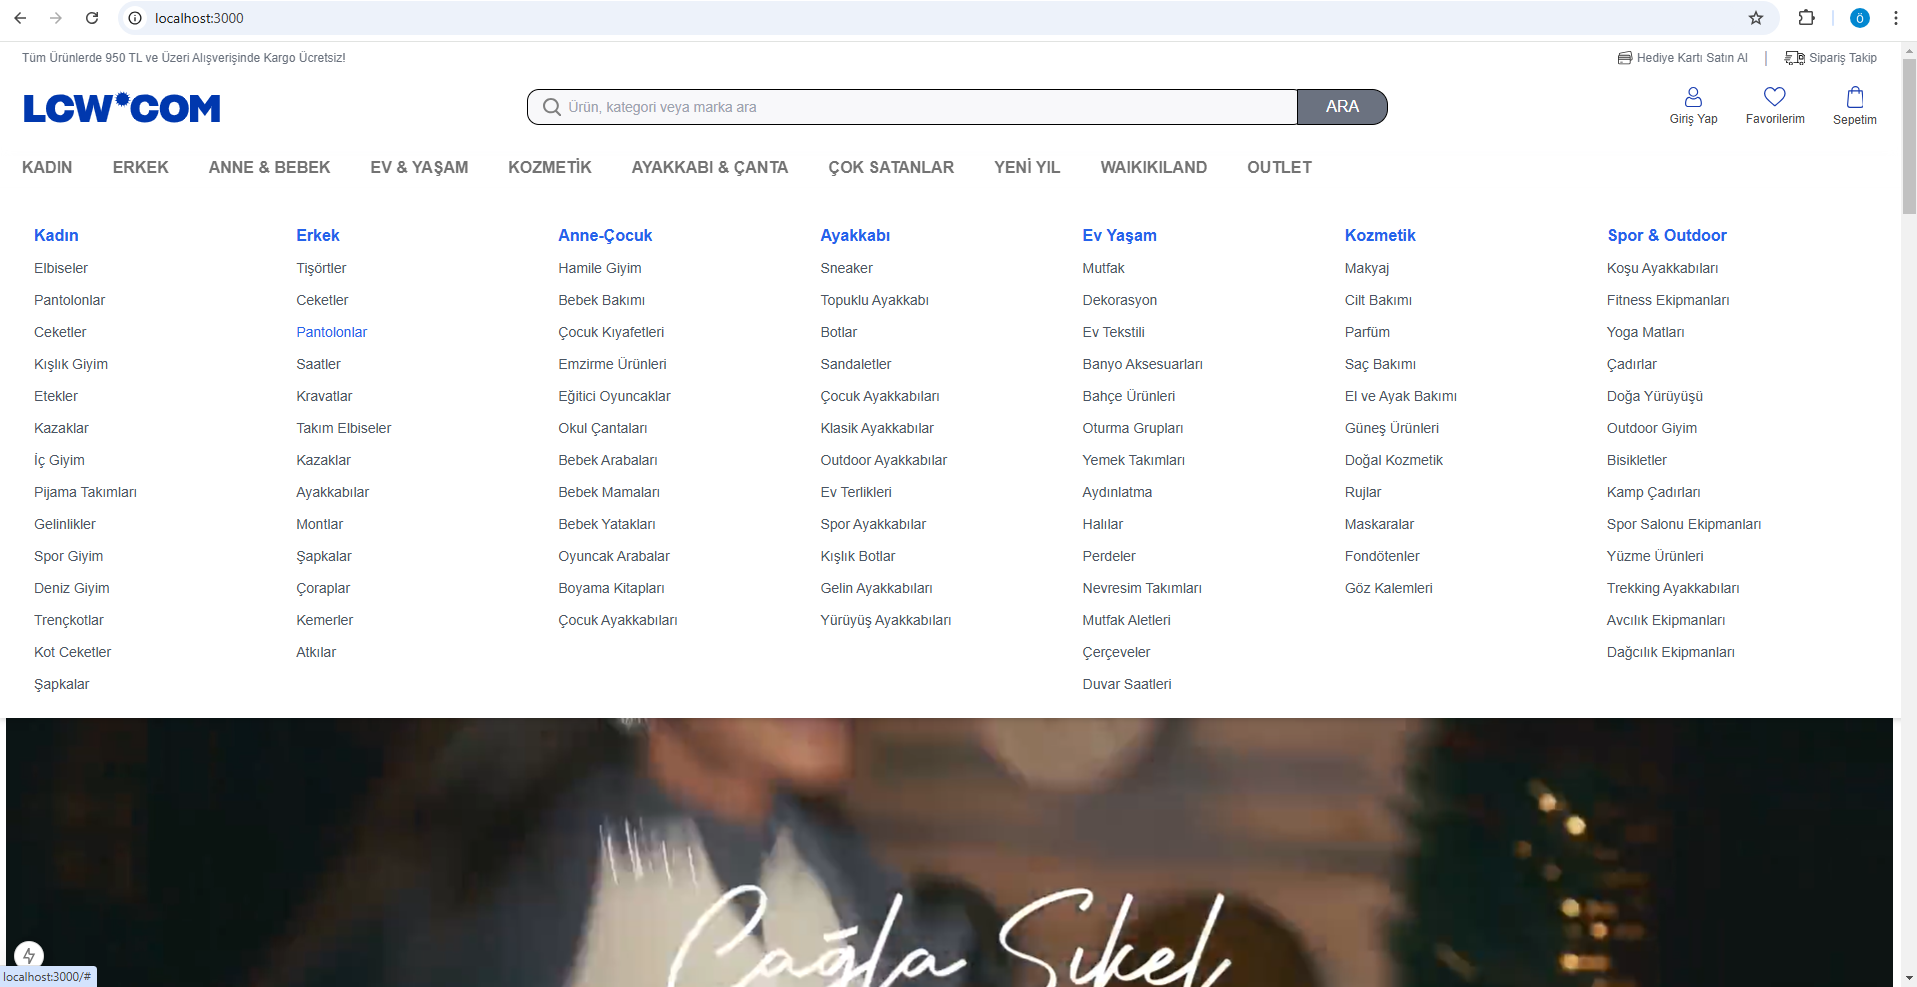 localhost:3000
Ö
Tüm Ürünlerde 950 TL ve Üzeri Alışverişinde Kargo Ücretsiz!
Hediye Kartı Satın Al | Sipariş Takip
LCW COM
Ürün, kategori veya marka ara
ARA
Giriş Yap
Favorilerim
Sepetim
KADIN ERKEK ANNE & BEBEK EV & YAŞAM KOZMETİK AYAKKABI & ÇANTA ÇOK SATANLAR YENİ YIL WAIKIKILAND OUTLET
Kadın
Elbiseler
Pantolonlar
Ceketler
Kışlık Giyim
Etekler
Kazaklar
İç Giyim
Pijama Takımları
Gelinlikler
Spor Giyim
Deniz Giyim
Trençkotlar
Kot Ceketler
Şapkalar
Erkek
Tişörtler
Ceketler
Pantolonlar
Saatler
Kravatlar
Takım Elbiseler
Kazaklar
Ayakkabılar
Montlar
Şapkalar
Çoraplar
Kemerler
Atkılar
Anne-Çocuk
Hamile Giyim
Bebek Bakımı
Çocuk Kıyafetleri
Emzirme Ürünleri
Eğitici Oyuncaklar
Okul Çantaları
Bebek Arabaları
Bebek Mamaları
Bebek Yatakları
Oyuncak Arabalar
Boyama Kitapları
Çocuk Ayakkabıları
Ayakkabı
Sneaker
Topuklu Ayakkabı
Botlar
Sandaletler
Çocuk Ayakkabıları
Klasik Ayakkabılar
Outdoor Ayakkabılar
Ev Terlikleri
Spor Ayakkabılar
Kışlık Botlar
Gelin Ayakkabıları
Yürüyüş Ayakkabıları
Ev Yaşam
Mutfak
Dekorasyon
Ev Tekstili
Banyo Aksesuarları
Bahçe Ürünleri
Oturma Grupları
Yemek Takımları
Aydınlatma
Halılar
Perdeler
Nevresim Takımları
Mutfak Aletleri
Çerçeveler
Duvar Saatleri
Kozmetik
Makyaj
Cilt Bakımı
Parfüm
Saç Bakımı
El ve Ayak Bakımı
Güneş Ürünleri
Doğal Kozmetik
Rujlar
Maskaralar
Fondötenler
Göz Kalemleri
Spor & Outdoor
Koşu Ayakkabıları
Fitness Ekipmanları
Yoga Matları
Çadırlar
Doğa Yürüyüşü
Outdoor Giyim
Bisikletler
Kamp Çadırları
Spor Salonu Ekipmanları
Yüzme Ürünleri
Trekking Ayakkabıları
Avcılık Ekipmanları
Dağcılık Ekipmanları
Çağla Şıkel
localhost:3000/#